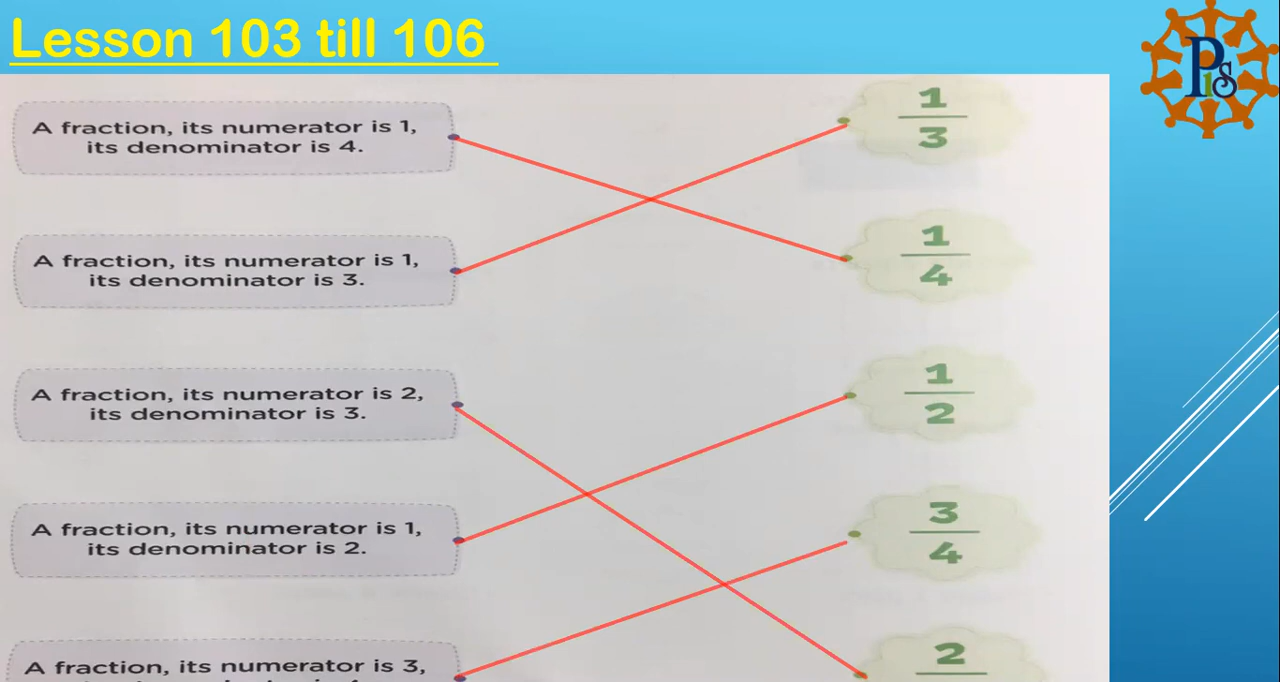 Lesson 103 till 106
PiS
A fraction, its numerator is 1,
its denominator is 4.
1
3
A fraction, its numerator is 1,
its denominator is 3.
1
4
A fraction, its numerator is 2,
its denominator is 3.
1
2
A fraction, its numerator is 1,
its denominator is 2.
3
4
A fraction, its numerator is 3,
2